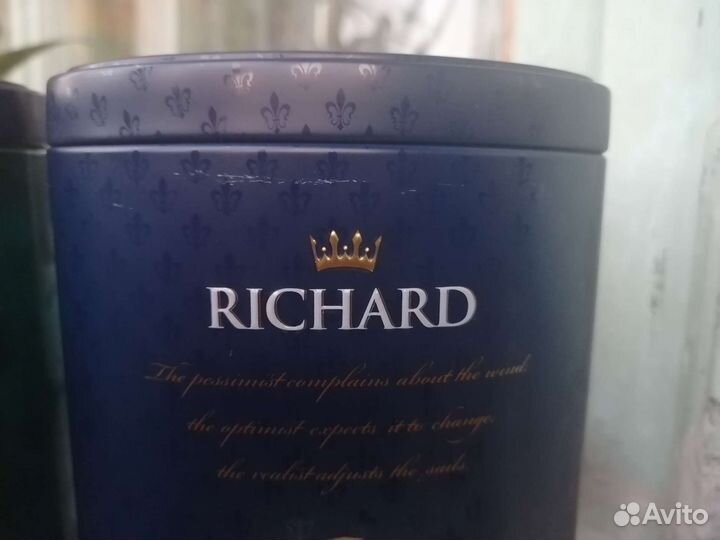 RICHARD
The pessimist complains about the wind.
the optimist expects it to change,
the realist adjusts the sails.
Avito